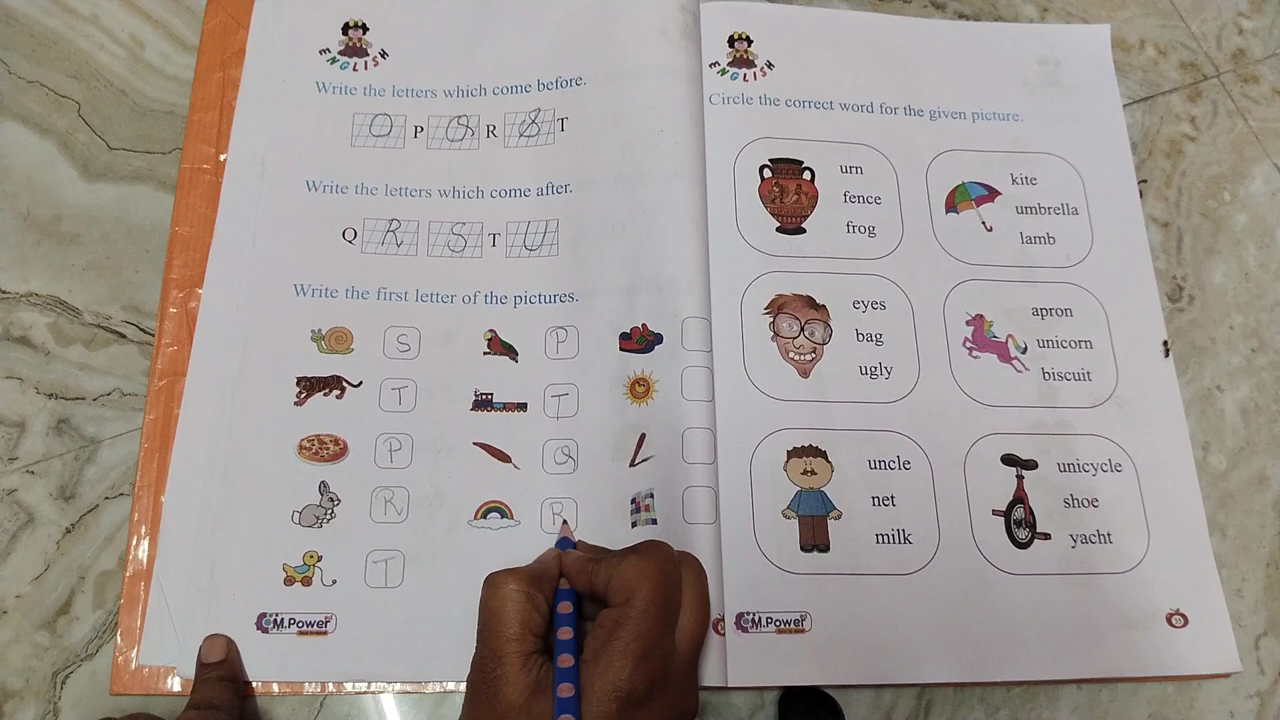 ENGLISH
Write the letters which come before.
O P Q R S T
Write the letters which come after.
Q R S T U
Write the first letter of the pictures.
S P
T T
P Q
R R
T
M.Power
ENGLISH
Circle the correct word for the given picture.
urn
fence
frog
kite
umbrella
lamb
eyes
bag
ugly
apron
unicorn
biscuit
uncle
net
milk
unicycle
shoe
yacht
M.Power